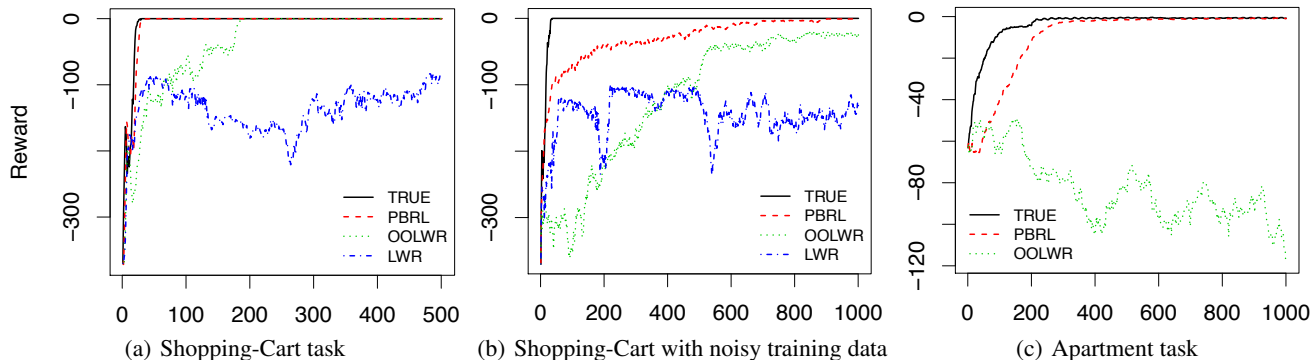 Reward
−300
−100
−0
TRUE
PBRL
OOLWR
LWR
0 100 200 300 400 500
(a) Shopping-Cart task
−300
−100
−0
TRUE
PBRL
OOLWR
LWR
0 200 400 600 800 1000
(b) Shopping-Cart with noisy training data
−120
−80
−40
0
TRUE
PBRL
OOLWR
0 200 400 600 800 1000
(c) Apartment task